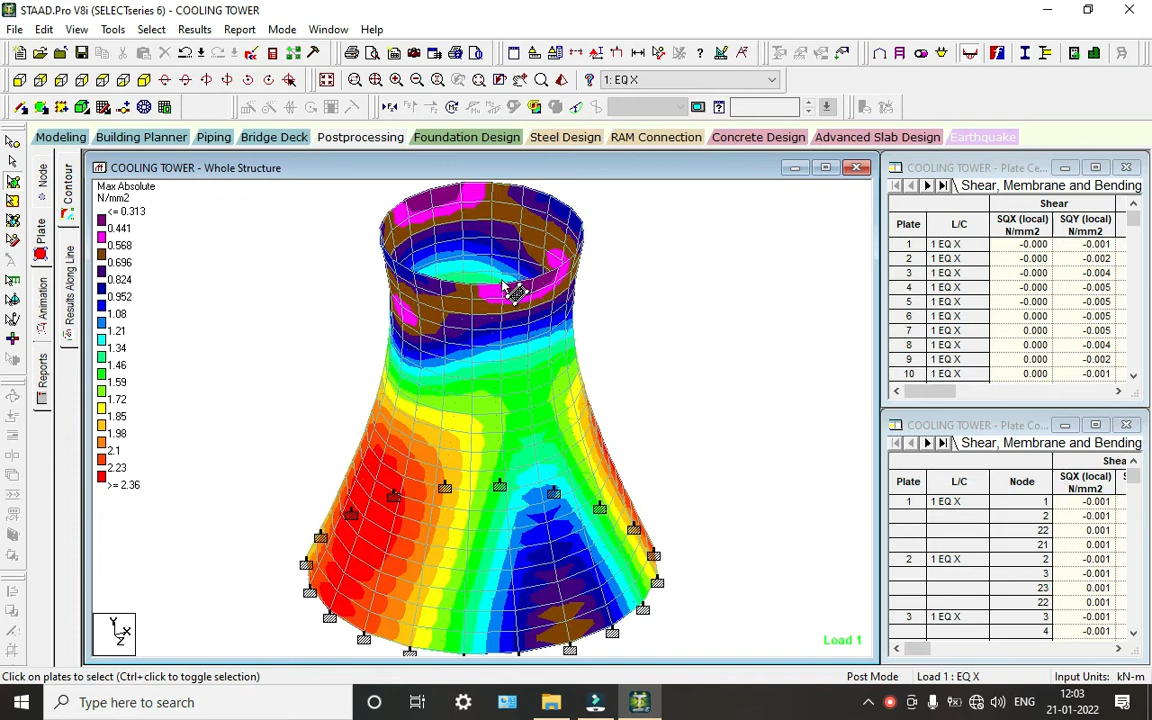 STAAD.Pro V8i (SELECTseries 6) - COOLING TOWER
File Edit View Tools Select Results Report Mode Window Help
1: EQ X
Modeling Building Planner Piping Bridge Deck Postprocessing Foundation Design Steel Design RAM Connection Concrete Design Advanced Slab Design Earthquake
COOLING TOWER - Whole Structure
Node
Plate
Animation
Reports
Contour
Results Along Line
Max Absolute
N/mm2
<= 0.313
0.441
0.568
0.696
0.824
0.952
1.08
1.21
1.34
1.46
1.59
1.72
1.85
1.98
2.1
2.23
>= 2.36
Y
X
Z
Load 1
COOLING TOWER - Plate Ce...
Shear, Membrane and Bending
Shear
Plate L/C SQX (local) N/mm2 SQY (local) N/mm2
1 1 EQ X -0.000 -0.001
2 1 EQ X -0.000 -0.002
3 1 EQ X -0.000 -0.004
4 1 EQ X -0.000 -0.005
5 1 EQ X -0.000 -0.005
6 1 EQ X 0.000 -0.005
7 1 EQ X 0.000 -0.005
8 1 EQ X 0.000 -0.004
9 1 EQ X 0.000 -0.002
10 1 EQ X 0.000 -0.001
COOLING TOWER - Plate Co...
Shear, Membrane and Bending
Shea
Plate L/C Node SQX (local) N/mm2
1 1 EQ X 1 -0.001
2 -0.001
22 0.001
21 0.001
2 1 EQ X 2 -0.001
3 -0.001
23 0.001
22 0.001
3 1 EQ X 3 -0.001
4 -0.001
Click on plates to select (Ctrl+click to toggle selection)
Post Mode
Load 1 : EQ X
Input Units: kN-m
Type here to search
ENG
12:03
21-01-2022